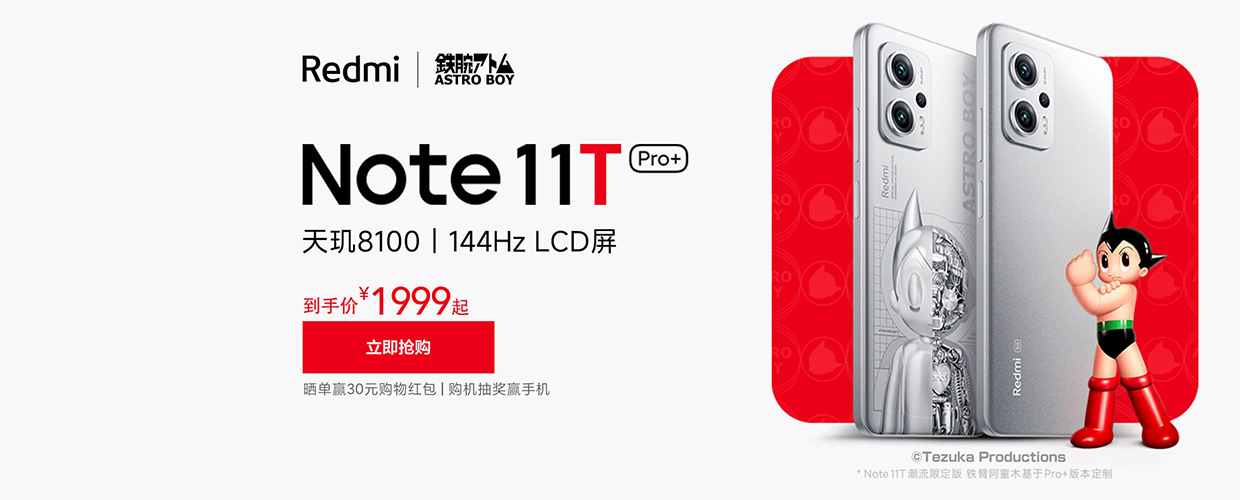 Redmi
鉄腕アトム
ASTRO BOY
Note 11T Pro+
天玑8100 | 144Hz LCD屏
到手价¥1999起
立即抢购
晒单赢30元购物红包 | 购机抽奖赢手机
Redmi
ASTRO BOY
Redmi 5G
©Tezuka Productions
* Note 11T 潮流限定版 铁臂阿童木基于Pro+版本定制